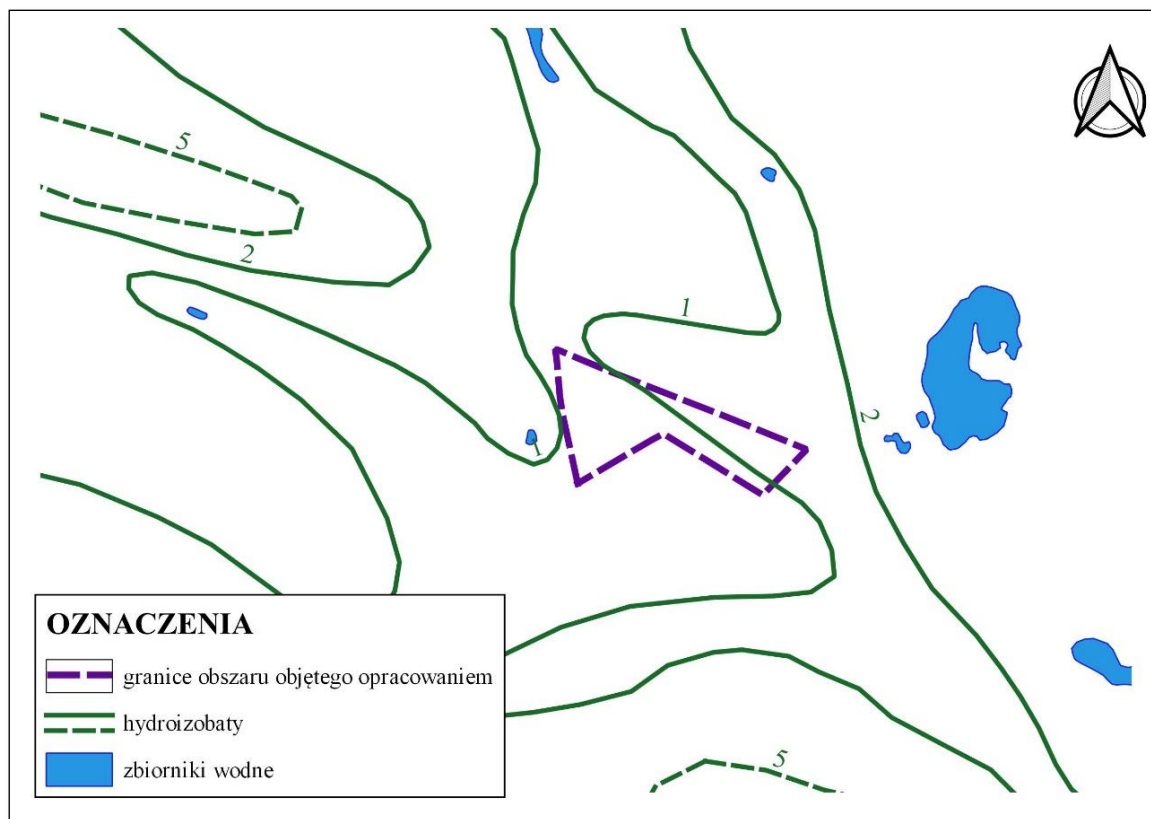 5
2
1
1
2
5
OZNACZENIA
granice obszaru objętego opracowaniem
hydroizobaty
zbiorniki wodne